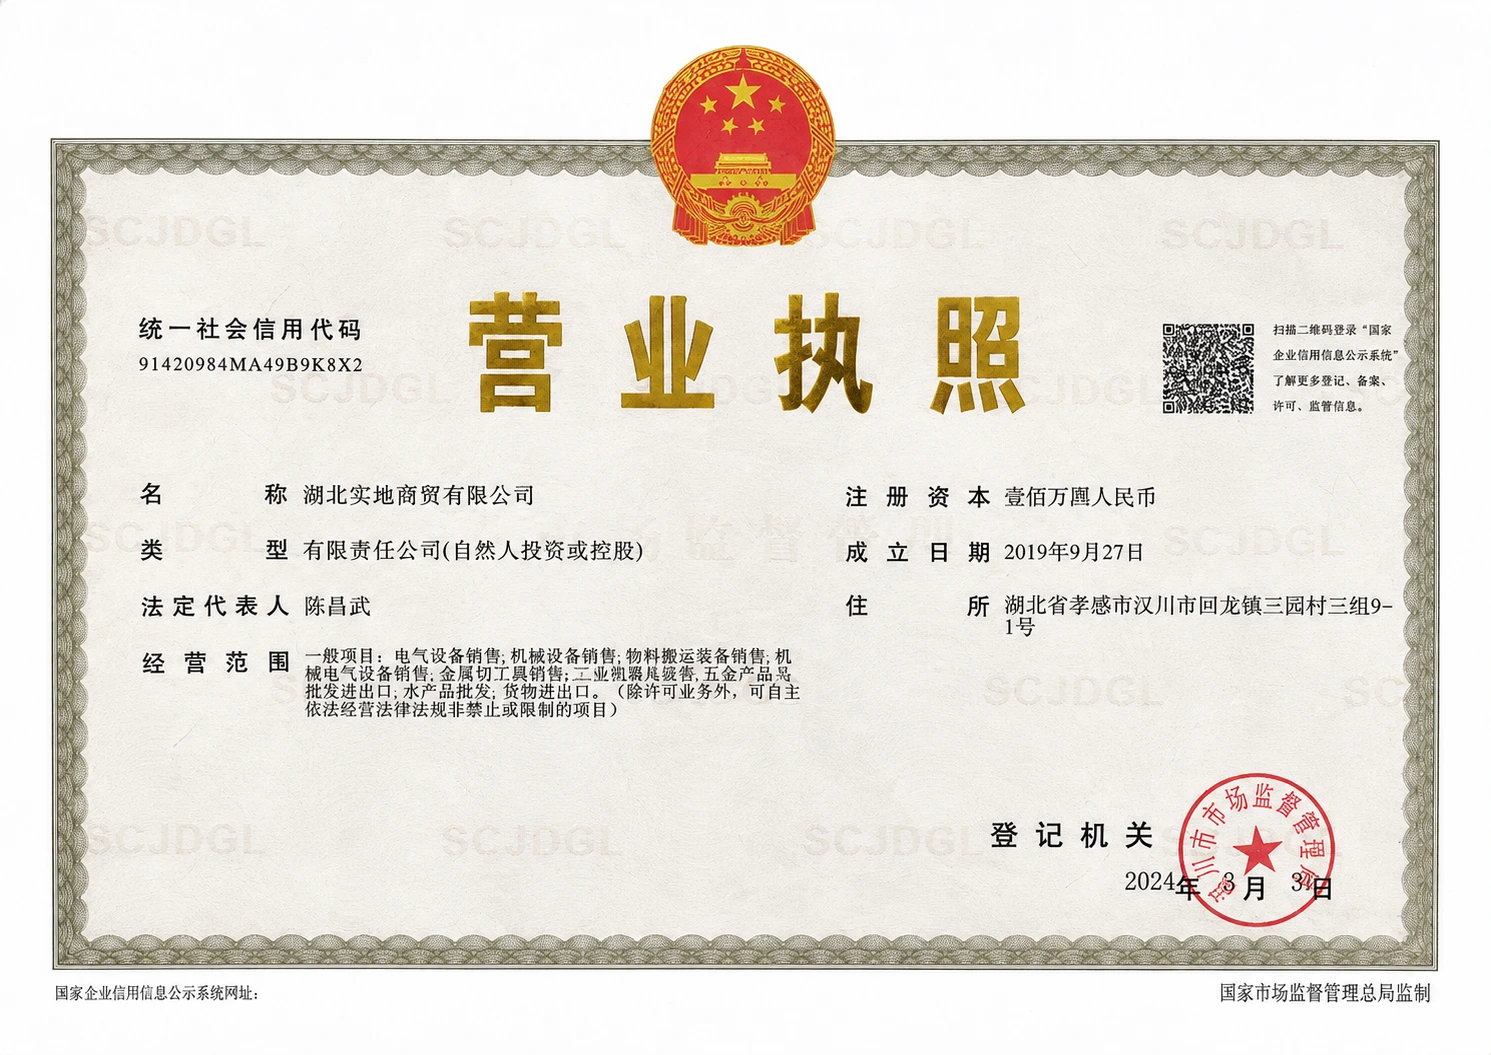 营业执照
统一社会信用代码
91420984MA49B9K8X2
扫描二维码登录“国家
企业信用信息公示系统”
了解更多登记、备案、
许可、监管信息。
名称 湖北实地商贸有限公司
类型 有限责任公司(自然人投资或控股)
法定代表人 陈昌武
经营范围 一般项目：电气设备销售; 机械设备销售; 物料搬运装备销售; 机
械电气设备销售; 金属切工具销售; 五金产品
批发进出口; 水产品批发; 货物进出口。（除许可业务外，可自主
依法经营法律法规非禁止或限制的项目）
注册资本 壹佰万 人民币
成立日期 2019年9月27日
住所 湖北省孝感市汉川市回龙镇三园村三组9-
1号
登记机关
川市市场监督管理局
2024年 3月 3日
国家企业信用信息公示系统网址：
国家市场监督管理总局监制
SCJDGL